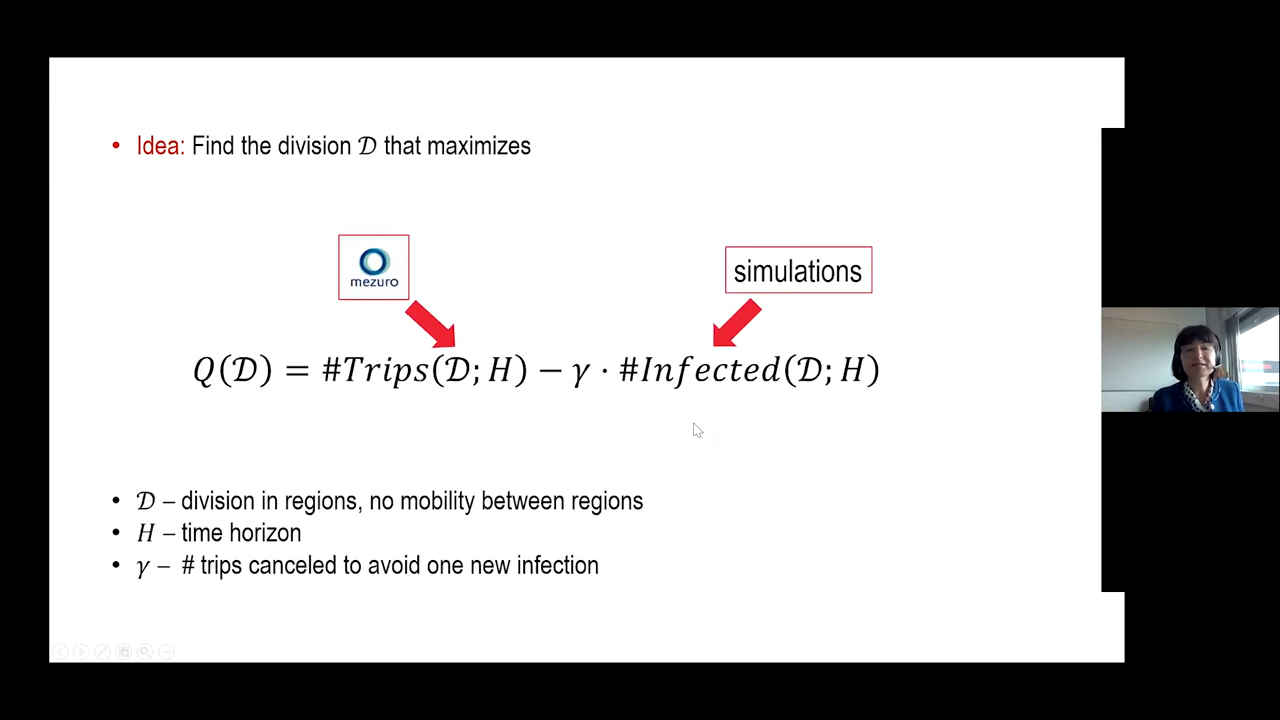 • Idea: Find the division 𝒟 that maximizes
mezuro
simulations
Q(𝒟) = #Trips(𝒟; H) − γ · #Infected(𝒟; H)
• 𝒟 – division in regions, no mobility between regions
• H – time horizon
• γ – # trips canceled to avoid one new infection